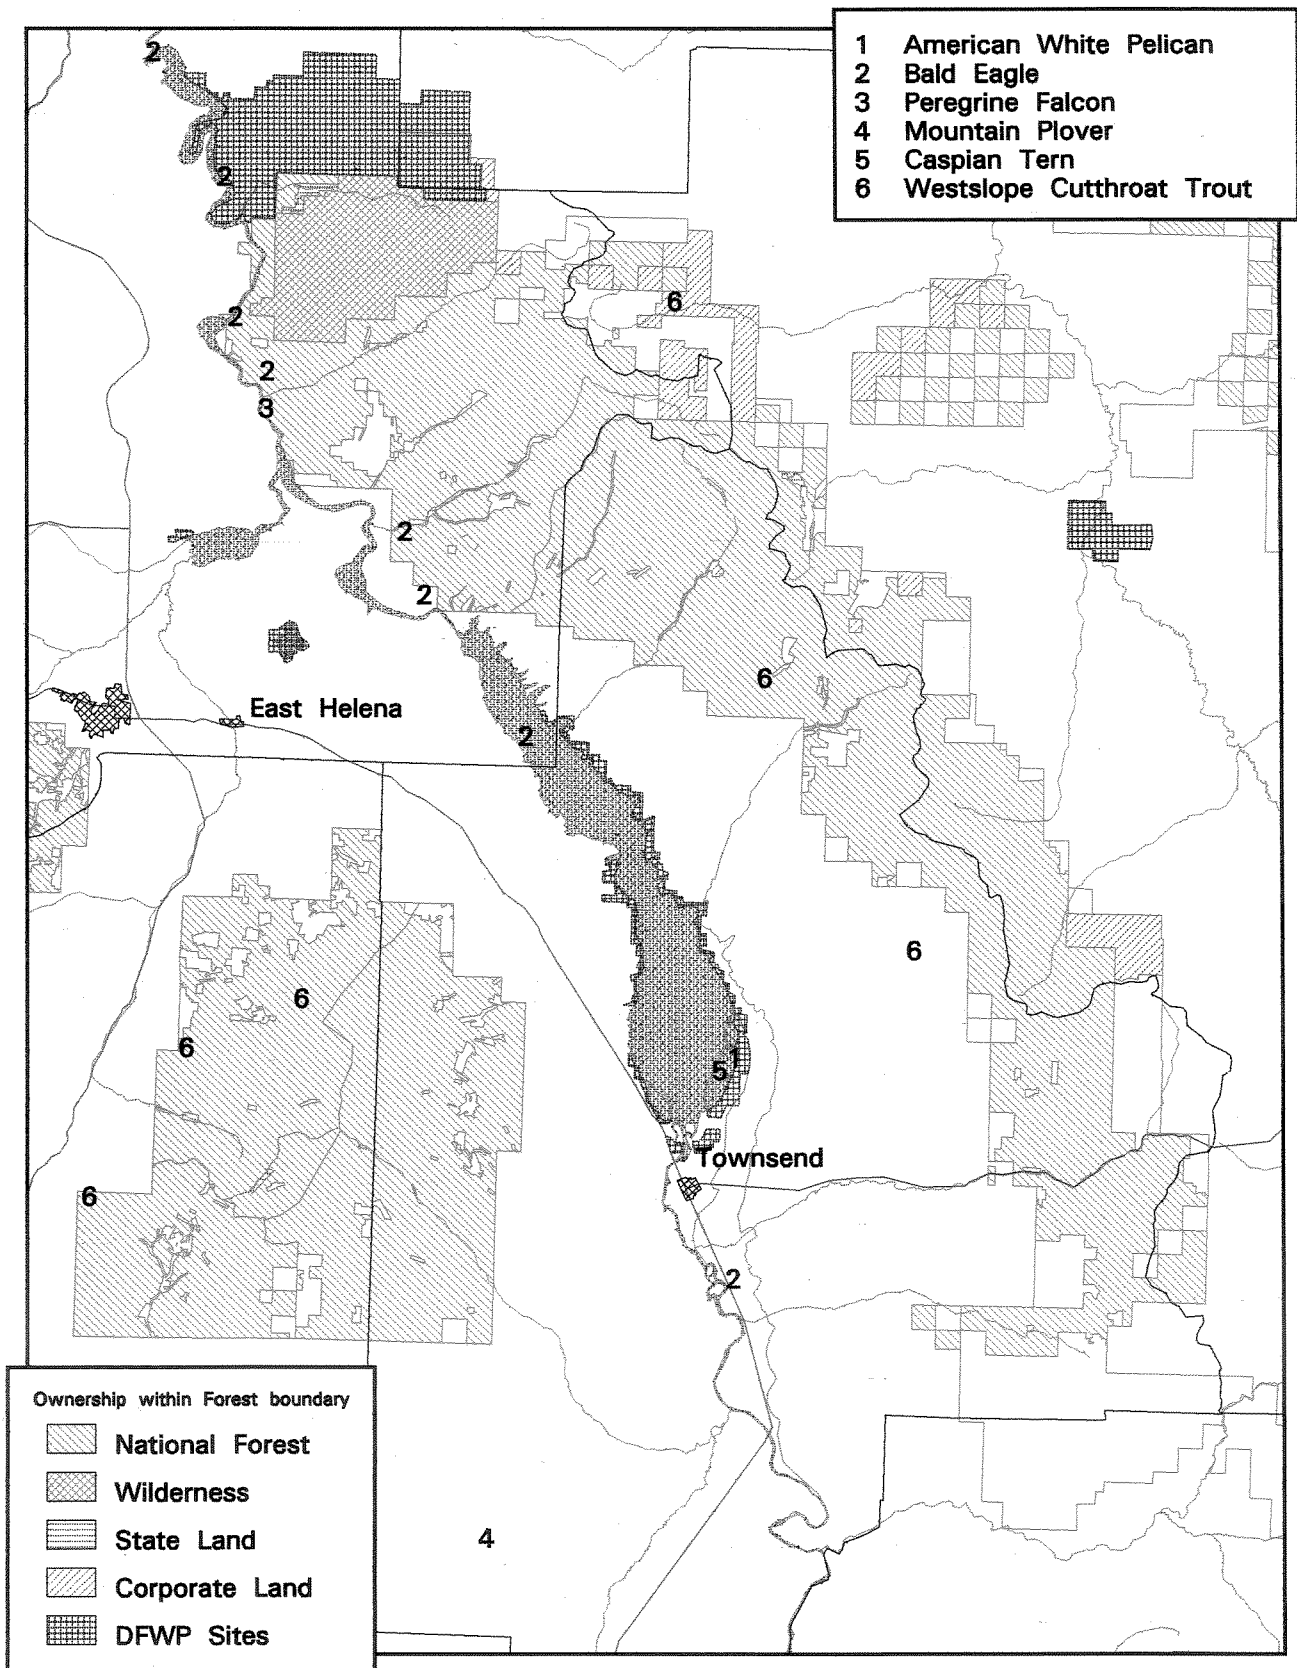 1 American White Pelican
2 Bald Eagle
3 Peregrine Falcon
4 Mountain Plover
5 Caspian Tern
6 Westslope Cutthroat Trout
2
2
6
2
2
3
2
2
6
East Helena
2
6
6
6
1
5
Townsend
6
2
4
Ownership within Forest boundary
National Forest
Wilderness
State Land
Corporate Land
DFWP Sites